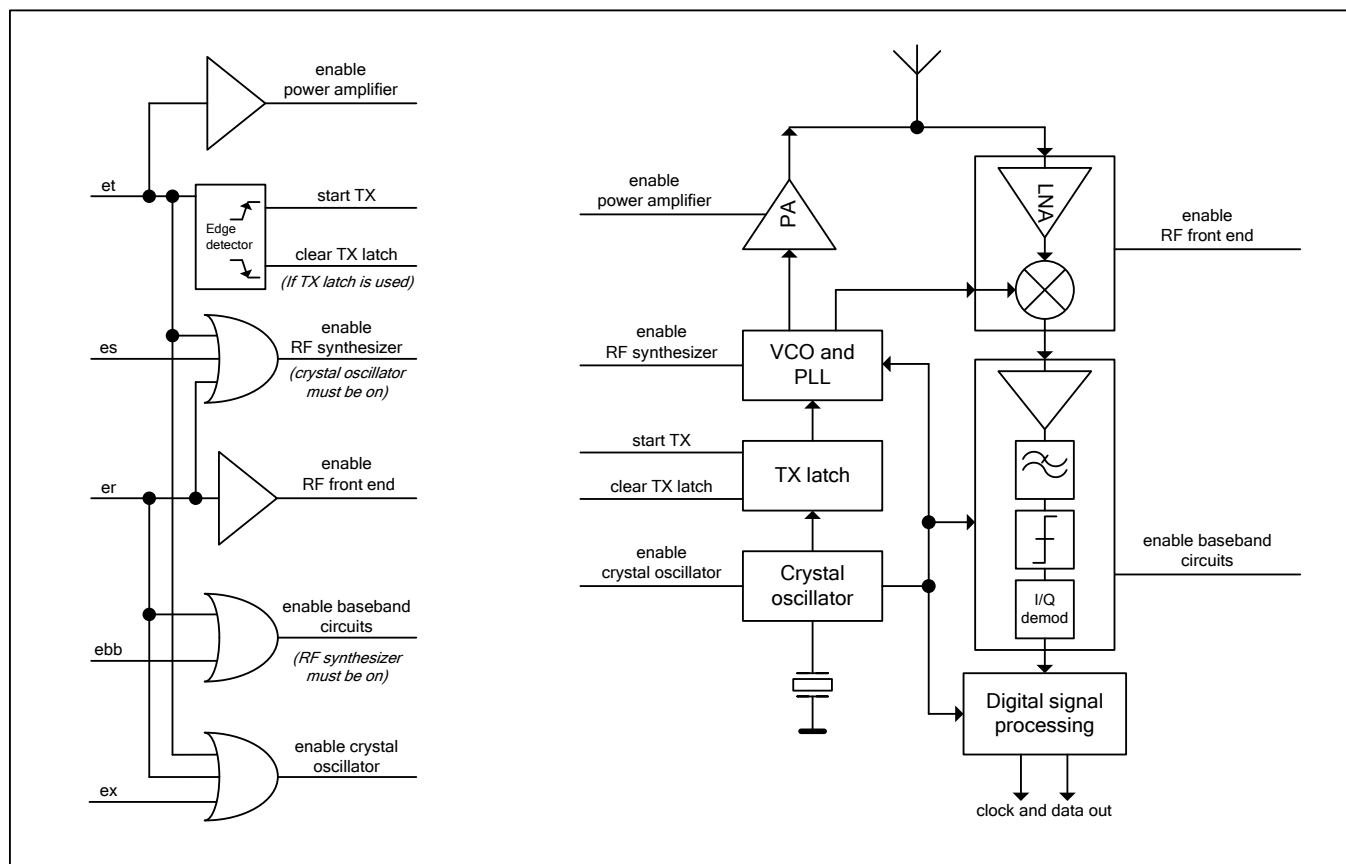 enable
power amplifier
et
Edge
detector
start TX
clear TX latch
(If TX latch is used)
es
enable
RF synthesizer
(crystal oscillator
must be on)
er
enable
RF front end
ebb
enable baseband
circuits
(RF synthesizer
must be on)
ex
enable crystal
oscillator
enable
power amplifier
PA
LNA
enable
RF front end
enable
RF synthesizer
VCO and
PLL
start TX
clear TX latch
TX latch
enable
crystal oscillator
Crystal
oscillator
I/Q
demod
enable baseband
circuits
Digital signal
processing
clock and data out